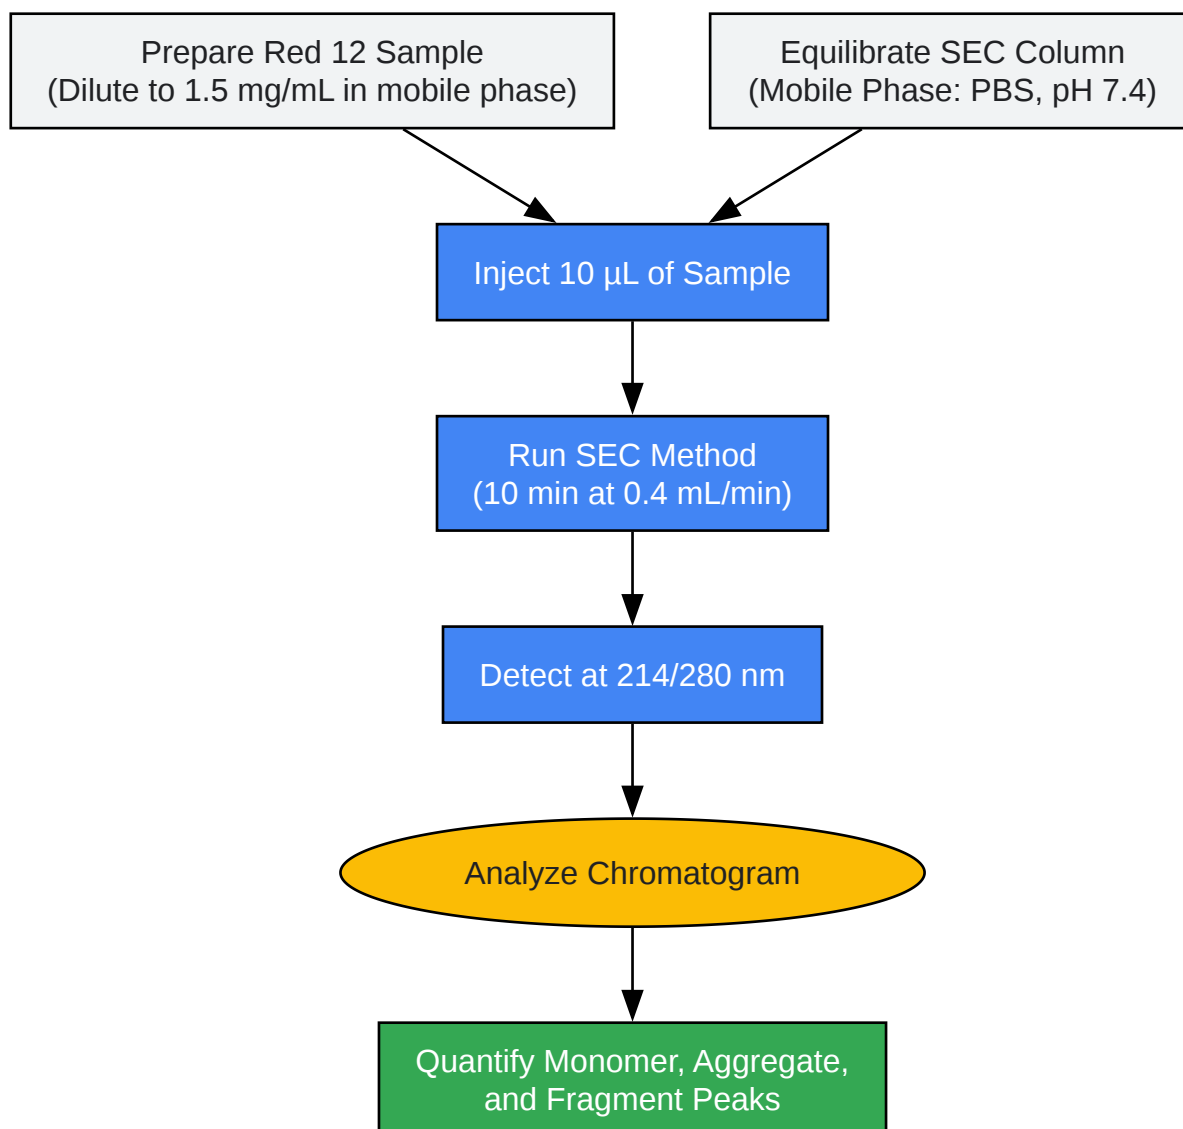 Prepare Red 12 Sample
(Dilute to 1.5 mg/mL in mobile phase)
Equilibrate SEC Column
(Mobile Phase: PBS, pH 7.4)
Inject 10 µL of Sample
Run SEC Method
(10 min at 0.4 mL/min)
Detect at 214/280 nm
Analyze Chromatogram
Quantify Monomer, Aggregate,
and Fragment Peaks